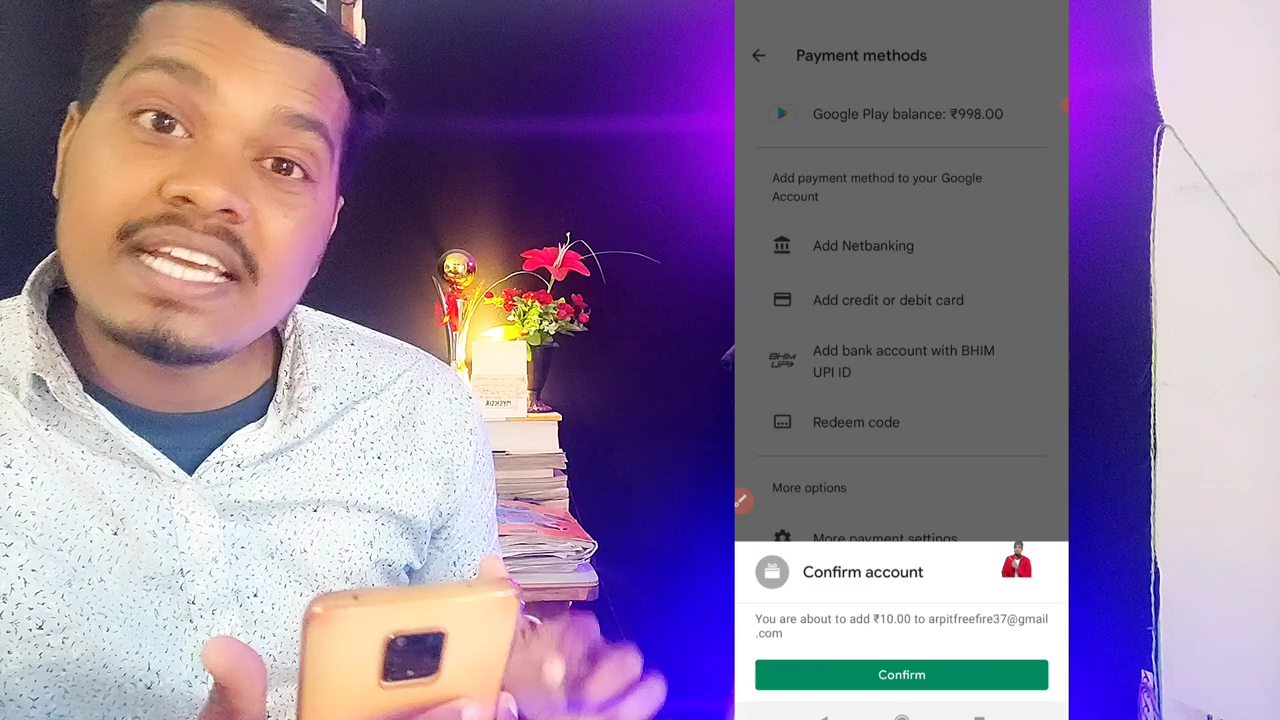 Payment methods
Google Play balance: ₹998.00
Add payment method to your Google
Account
Add Netbanking
Add credit or debit card
BHIM
UPI
Add bank account with BHIM
UPI ID
Redeem code
More options
More payment settings
Confirm account
You are about to add ₹10.00 to arpitfreefire37@gmail
.com
Confirm